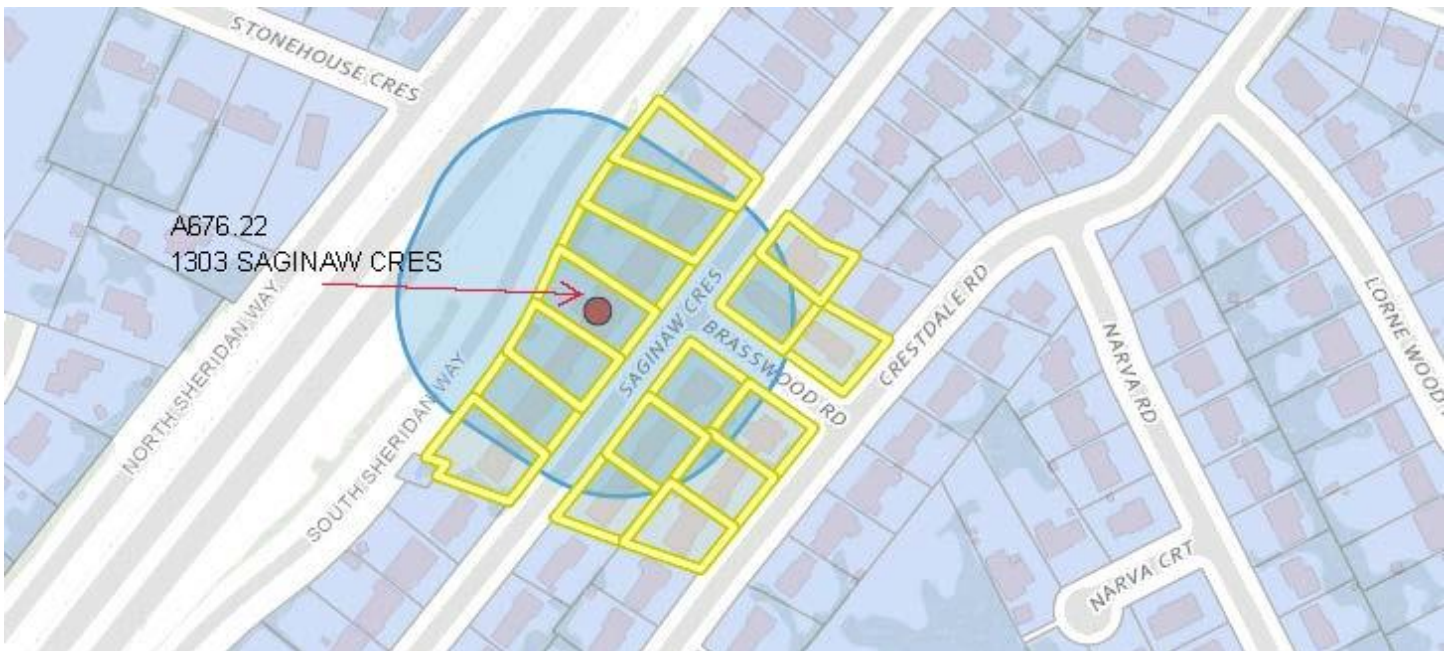 STONEHOUSE CRES
A676.22
1303 SAGINAW CRES
NORTH SHERIDAN WAY
SOUTH SHERIDAN WAY
SAGINAW CRES
BRASSWOOD RD
CRESTDALE RD
NARVA RD
LORNE WOOD
NARVA CRT